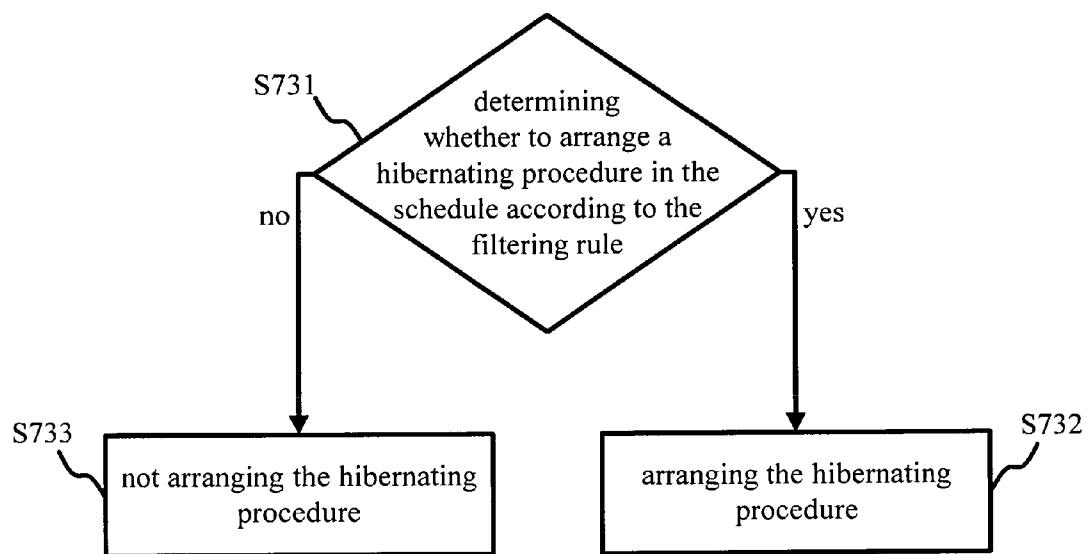 S731
determining
whether to arrange a
hibernating procedure in the
schedule according to the
filtering rule
no
yes
S733
not arranging the hibernating
procedure
S732
arranging the hibernating
procedure